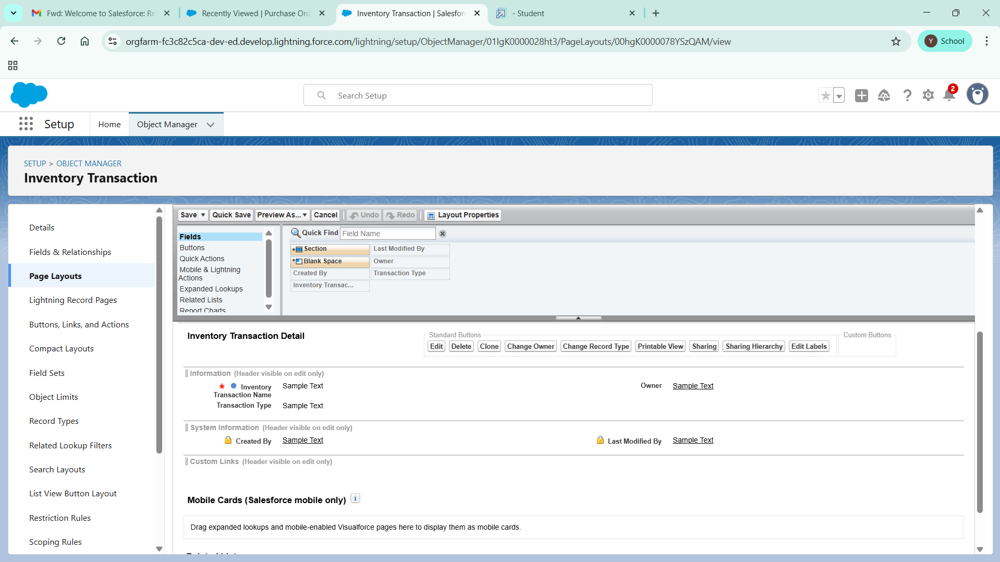 Fwd: Welcome to Salesforce: Re
Recently Viewed | Purchase Ord
Inventory Transaction | Salesforc
- Student
orgfarm-fc3c82c5ca-dev-ed.develop.lightning.force.com/lightning/setup/ObjectManager/01IgK0000028ht3/PageLayouts/00hgK0000078YSzQAM/view
Y School
Search Setup
2
Setup
Home
Object Manager
SETUP > OBJECT MANAGER
Inventory Transaction
Details
Fields & Relationships
Page Layouts
Lightning Record Pages
Buttons, Links, and Actions
Compact Layouts
Field Sets
Object Limits
Record Types
Related Lookup Filters
Search Layouts
List View Button Layout
Restriction Rules
Scoping Rules
Save Quick Save Preview As... Cancel Undo Redo Layout Properties
Fields
Buttons
Quick Actions
Mobile & Lightning
Actions
Expanded Lookups
Related Lists
Report Charts
Quick Find Field Name
Section Last Modified By
Blank Space Owner
Created By Transaction Type
Inventory Transac...
Inventory Transaction Detail
Standard Buttons
Edit Delete Clone Change Owner Change Record Type Printable View Sharing Sharing Hierarchy Edit Labels
Custom Buttons
Information (Header visible on edit only)
* Inventory Transaction Name Sample Text
Owner Sample Text
Transaction Type Sample Text
System Information (Header visible on edit only)
Created By Sample Text
Last Modified By Sample Text
Custom Links (Header visible on edit only)
Mobile Cards (Salesforce mobile only) i
Drag expanded lookups and mobile-enabled Visualforce pages here to display them as mobile cards.